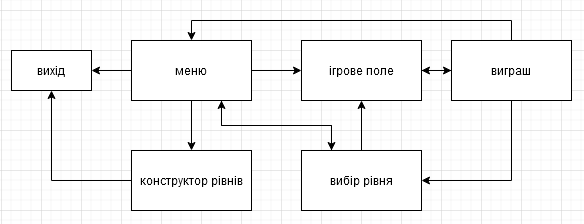 вихід
меню
ігрове поле
виграш
конструктор рівнів
вибір рівня